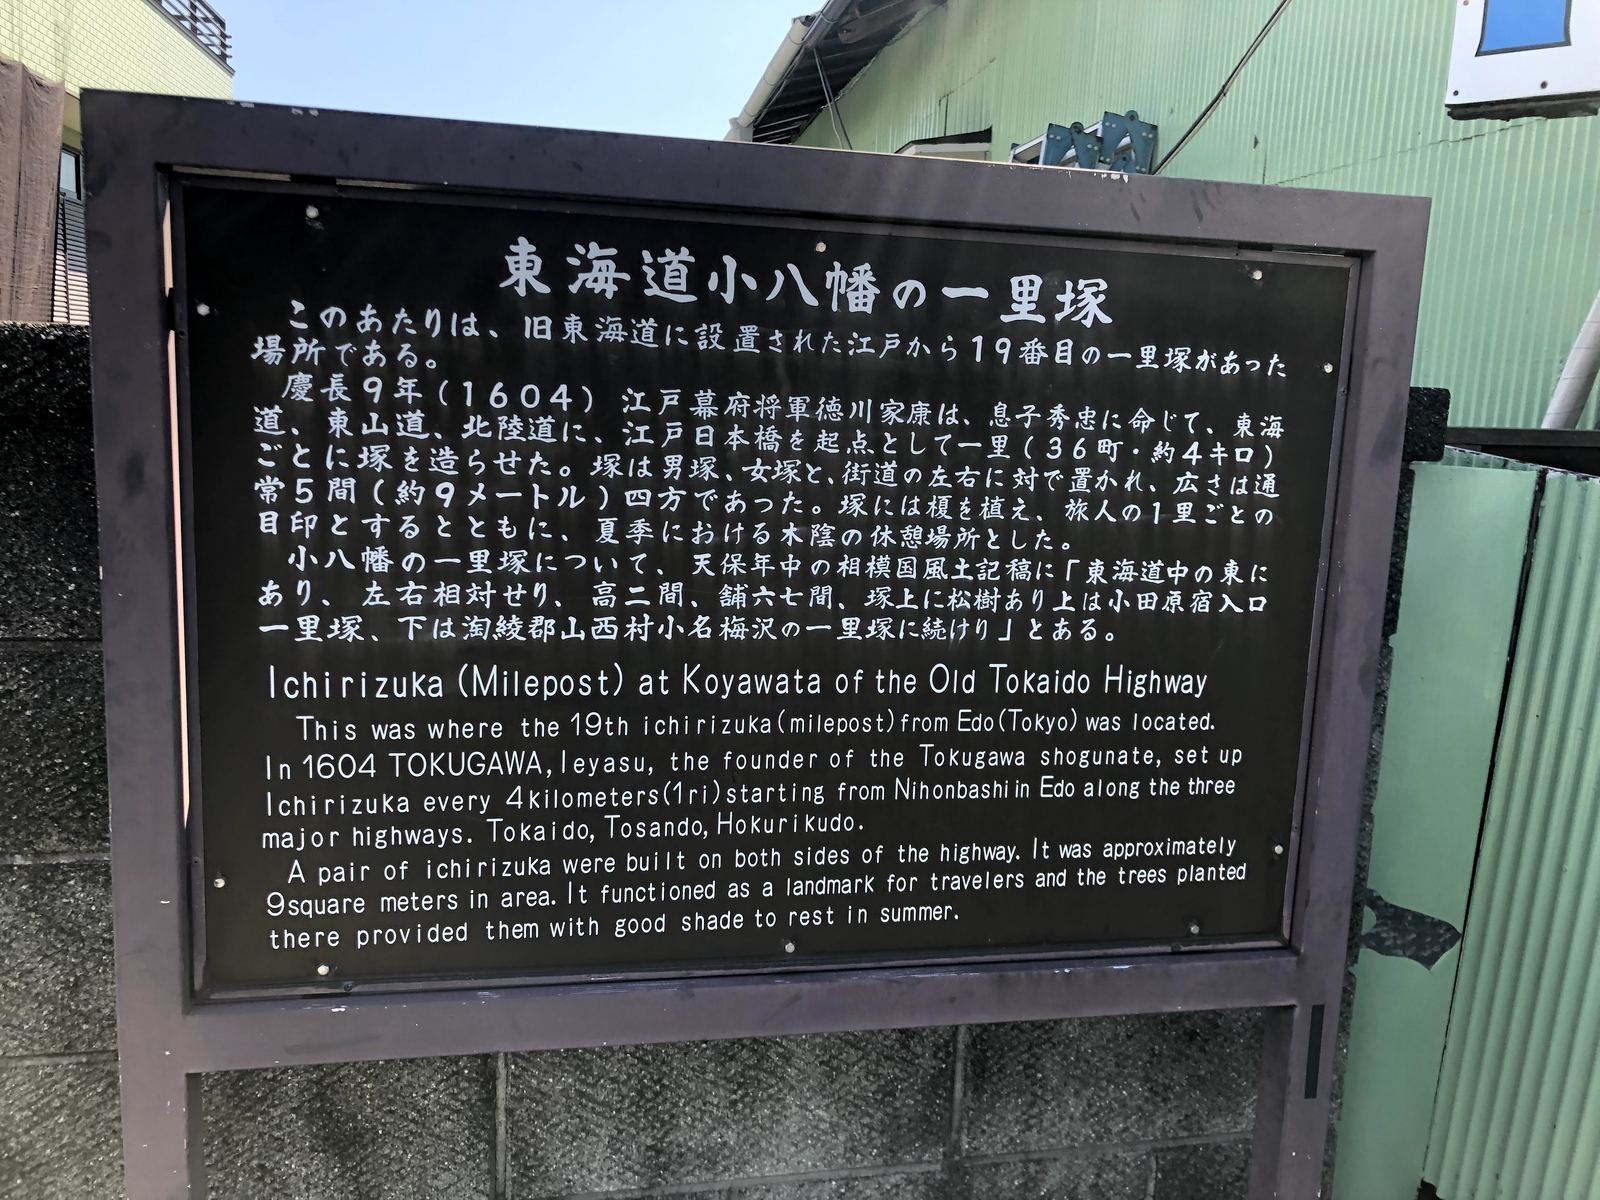 東海道小八幡の一里塚
このあたりは、旧東海道に設置された江戸から19番目の一里塚があった
場所である。
慶長9年(1604) 江戸幕府将軍徳川家康は、息子秀忠に命じて、東海
道、東山道、北陸道に、江戸日本橋を起点として一里(36町・約4キロ)
ごとに塚を造らせた。塚は男塚、女塚と、街道の左右に対で置かれ、広さは通
常5間(約9メートル)四方であった。塚には榎を植え、旅人の1里ごとの
目印とするとともに、夏季における木陰の休憩場所とした。
小八幡の一里塚について、天保年中の相模国風土記稿に「東海道中の東に
あり、左右相対せり、高二間、舗六七間、塚上に松樹あり上は小田原宿入口
一里塚、下は淘綾郡山西村小名梅沢の一里塚に続けり」とある。
Ichirizuka (Milepost) at Koyawata of the Old Tokaido Highway
This was where the 19th ichirizuka(milepost)from Edo(Tokyo) was located.
In 1604 TOKUGAWA, Ieyasu, the founder of the Tokugawa shogunate, set up
Ichirizuka every 4kilometers(1ri)starting from Nihonbashi in Edo along the three
major highways. Tokaido, Tosando, Hokurikudo.
A pair of ichirizuka were built on both sides of the highway. It was approximately
9square meters in area. It functioned as a landmark for travelers and the trees planted
there provided them with good shade to rest in summer.